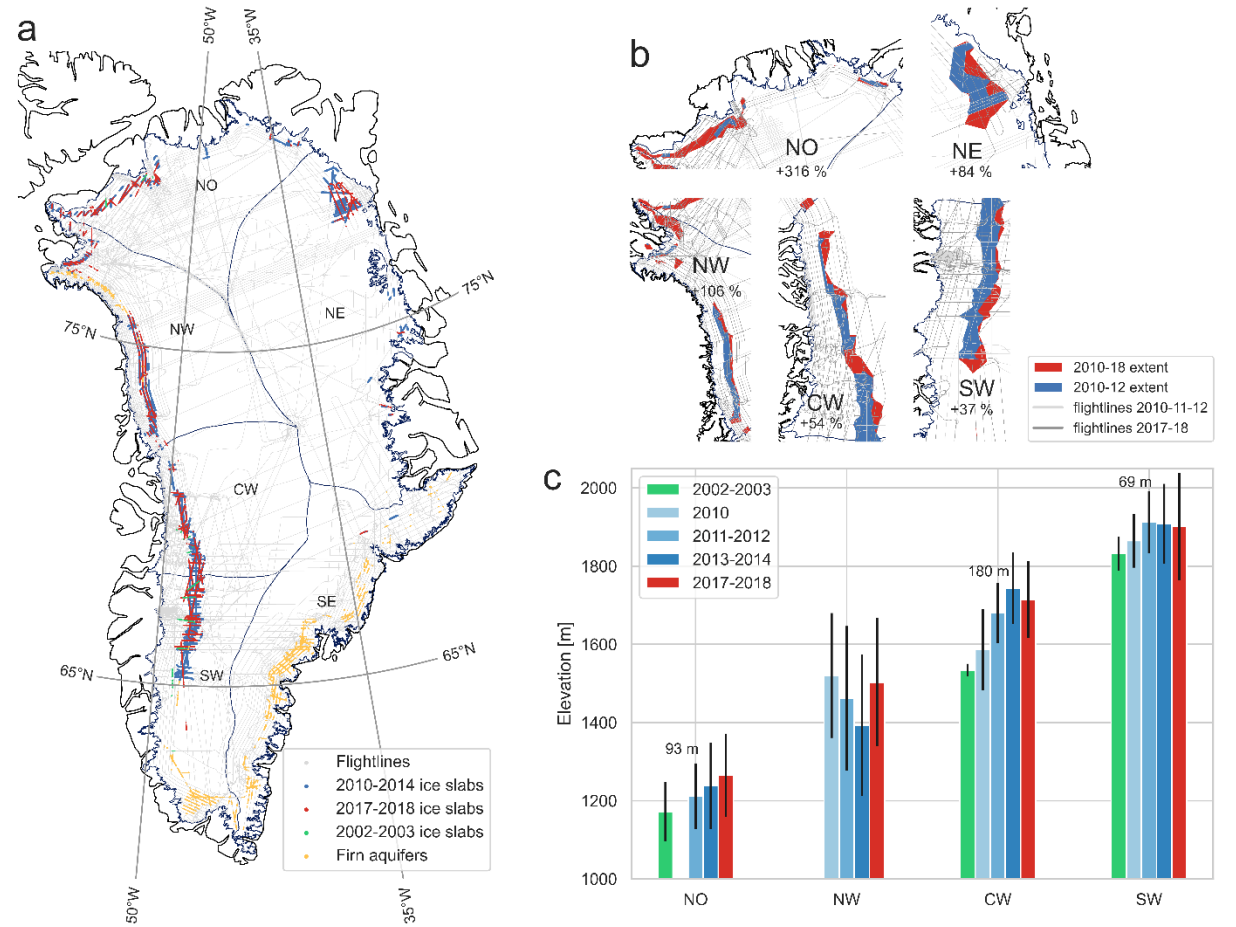 a
50°W
35°W
NO
75°N
NE
NW
75°N
CW
SE
65°N
65°N
SW
Flightlines
2010-2014 ice slabs
2017-2018 ice slabs
2002-2003 ice slabs
Firn aquifers
50°W
35°W
b
NO
+316 %
NE
+84 %
NW
+106 %
CW
+54 %
SW
+37 %
2010-18 extent
2010-12 extent
flightlines 2010-11-12
flightlines 2017-18
c
2002-2003
2010
2011-2012
2013-2014
2017-2018
93 m
180 m
69 m
Elevation [m]
2000
1800
1600
1400
1200
1000
NO
NW
CW
SW